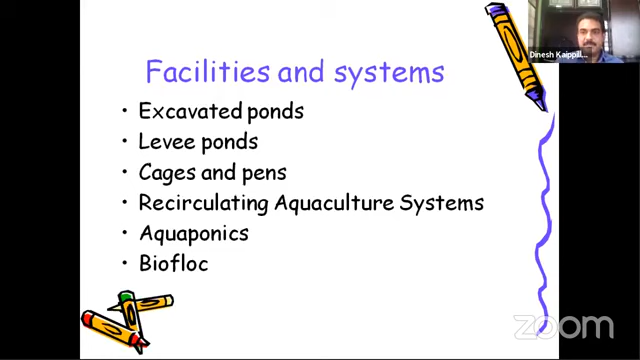 Dinesh Kaippill...
Facilities and systems
• Excavated ponds
• Levee ponds
• Cages and pens
• Recirculating Aquaculture Systems
• Aquaponics
• Biofloc
zoom